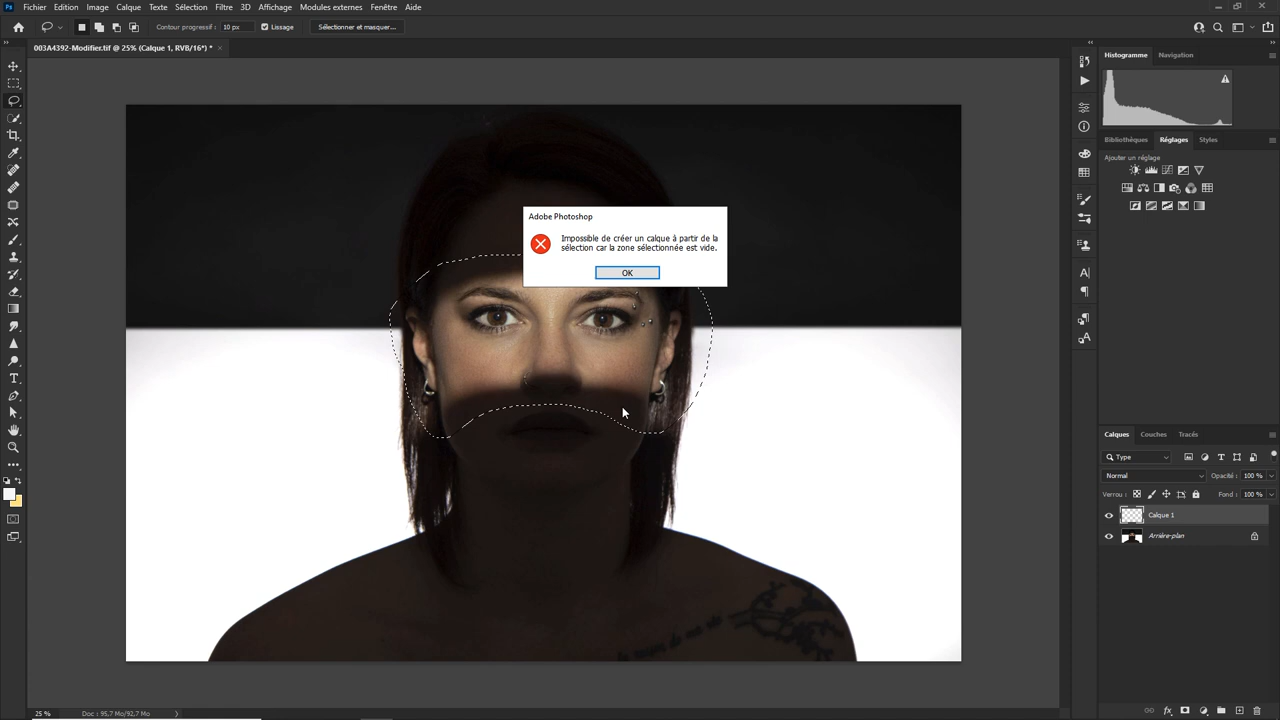 Ps Fichier Edition Image Calque Texte Sélection Filtre 3D Affichage Modules externes Fenêtre Aide
Contour progressif : 10 px Lissage Sélectionner et masquer...
003A4392-Modifier.tif @ 25% (Calque 1, RVB/16*) * ×
Histogramme Navigation
Bibliothèques Réglages Styles
Ajouter un réglage
Adobe Photoshop
Impossible de créer un calque à partir de la
sélection car la zone sélectionnée est vide.
OK
Calques Couches Tracés
Type
Normal Opacité : 100 %
Verrou : Fond : 100 %
Calque 1
Arrière-plan
25 % Doc : 95,7 Mo/92,7 Mo